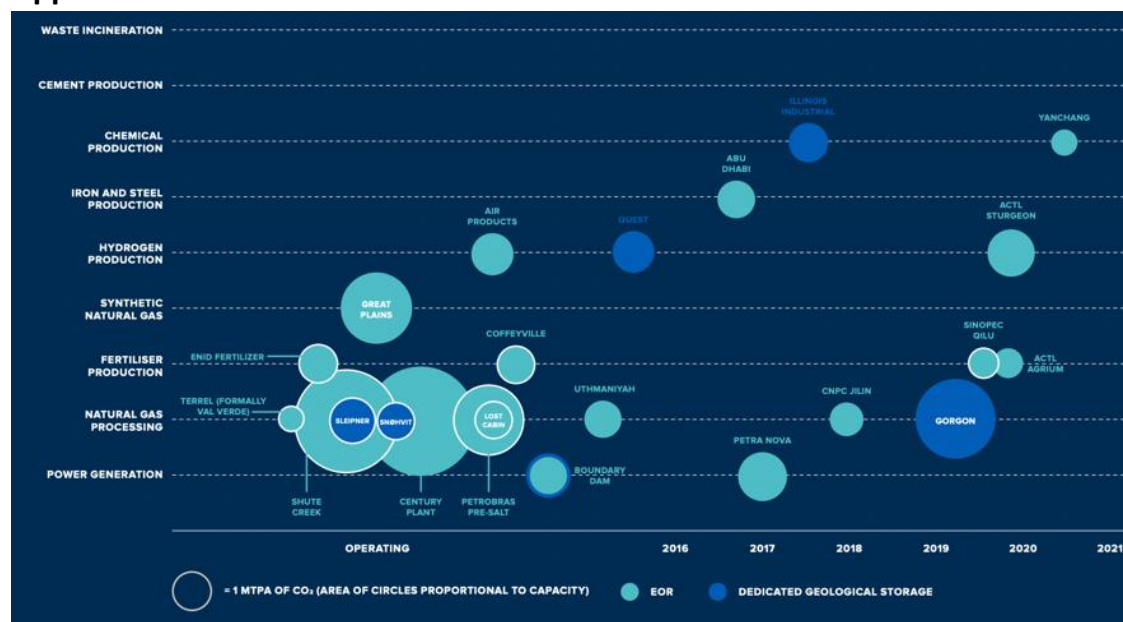 WASTE INCINERATION
CEMENT PRODUCTION
ILLINOIS
INDUSTRIAL
CHEMICAL
PRODUCTION
YANCHANG
ABU
DHABI
IRON AND STEEL
PRODUCTION
AIR
PRODUCTS
QUEST
ACTL
STURGEON
HYDROGEN
PRODUCTION
SYNTHETIC
NATURAL GAS
GREAT
PLAINS
COFFEYVILLE
SINOPEC
QILU
ENID FERTILIZER
FERTILISER
PRODUCTION
ACTL
AGRIUM
UTHMANIYAH
CNPC JILIN
TERREL (FORMALLY
VAL VERDE)
NATURAL GAS
PROCESSING
SLEIPNER
SNØHVIT
LOST
CABIN
GORGON
PETRA NOVA
POWER GENERATION
BOUNDARY
DAM
SHUTE
CREEK
CENTURY
PLANT
PETROBRAS
PRE-SALT
OPERATING 2016 2017 2018 2019 2020 2021
= 1 MTPA OF CO₂ (AREA OF CIRCLES PROPORTIONAL TO CAPACITY) EOR DEDICATED GEOLOGICAL STORAGE